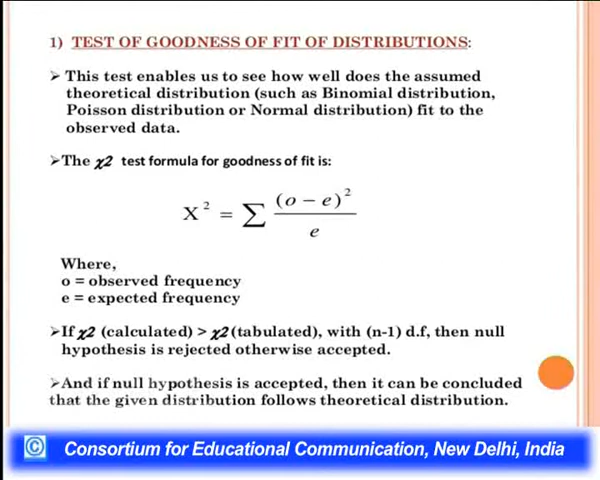 1) TEST OF GOODNESS OF FIT OF DISTRIBUTIONS:
➢ This test enables us to see how well does the assumed
theoretical distribution (such as Binomial distribution,
Poisson distribution or Normal distribution) fit to the
observed data.
➢The χ2 test formula for goodness of fit is:
X² = ∑ (o – e)² / e
Where,
o = observed frequency
e = expected frequency
➢If χ2 (calculated) > χ2(tabulated), with (n-1) d.f, then null
hypothesis is rejected otherwise accepted.
➢And if null hypothesis is accepted, then it can be concluded
that the given distribution follows theoretical distribution.
© Consortium for Educational Communication, New Delhi, India